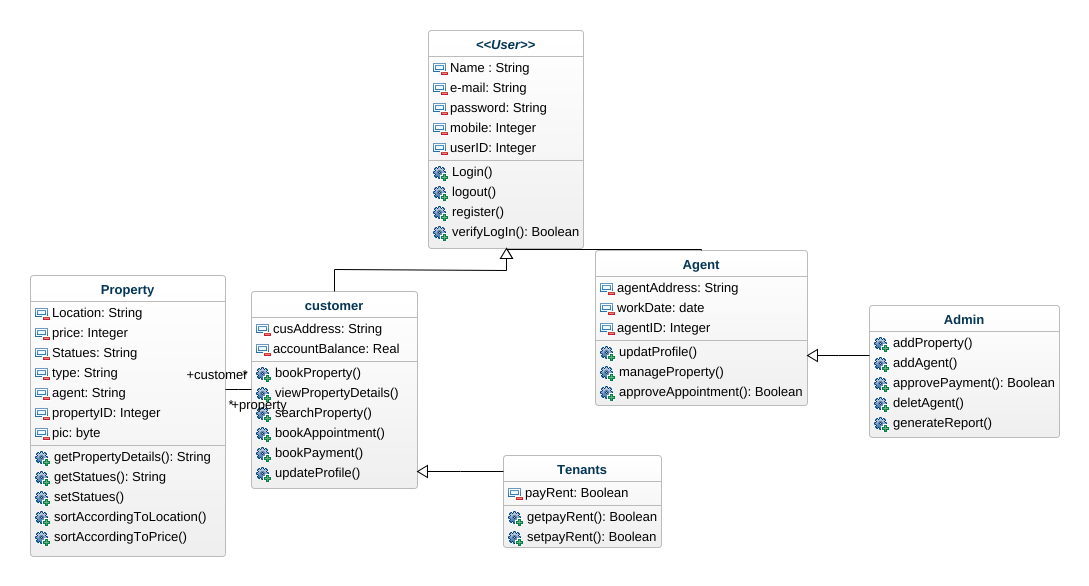 <<User>>
Name : String
e-mail: String
password: String
mobile: Integer
userID: Integer
Login()
logout()
register()
verifyLogIn(): Boolean
Property
Location: String
price: Integer
Statues: String
type: String
agent: String
propertyID: Integer
pic: byte
getPropertyDetails(): String
getStatues(): String
setStatues()
sortAccordingToLocation()
sortAccordingToPrice()
+customer
*
*
+property
customer
cusAddress: String
accountBalance: Real
bookProperty()
viewPropertyDetails()
searchProperty()
bookAppointment()
bookPayment()
updateProfile()
Agent
agentAddress: String
workDate: date
agentID: Integer
updatProfile()
manageProperty()
approveAppointment(): Boolean
Admin
addProperty()
addAgent()
approvePayment(): Boolean
deletAgent()
generateReport()
Tenants
payRent: Boolean
getpayRent(): Boolean
setpayRent(): Boolean